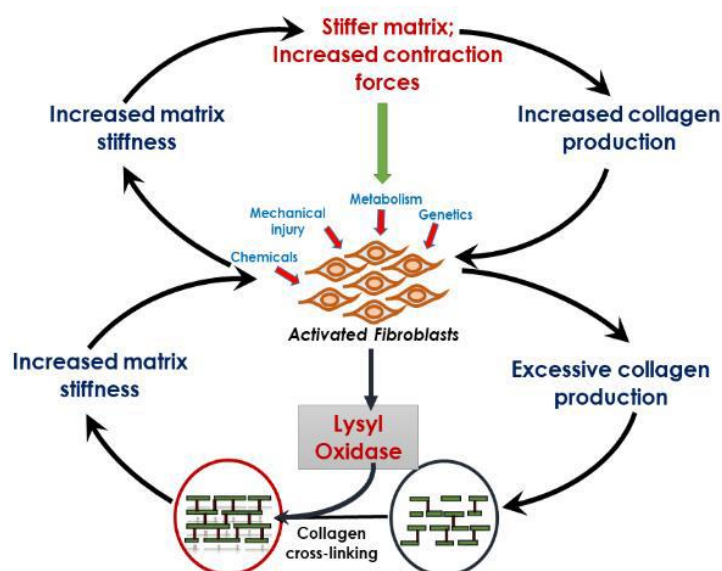 Stiffer matrix;
Increased contraction
forces
Increased matrix
stiffness
Increased collagen
production
Metabolism
Mechanical
injury
Genetics
Chemicals
Activated Fibroblasts
Increased matrix
stiffness
Excessive collagen
production
Lysyl
Oxidase
Collagen
cross-linking